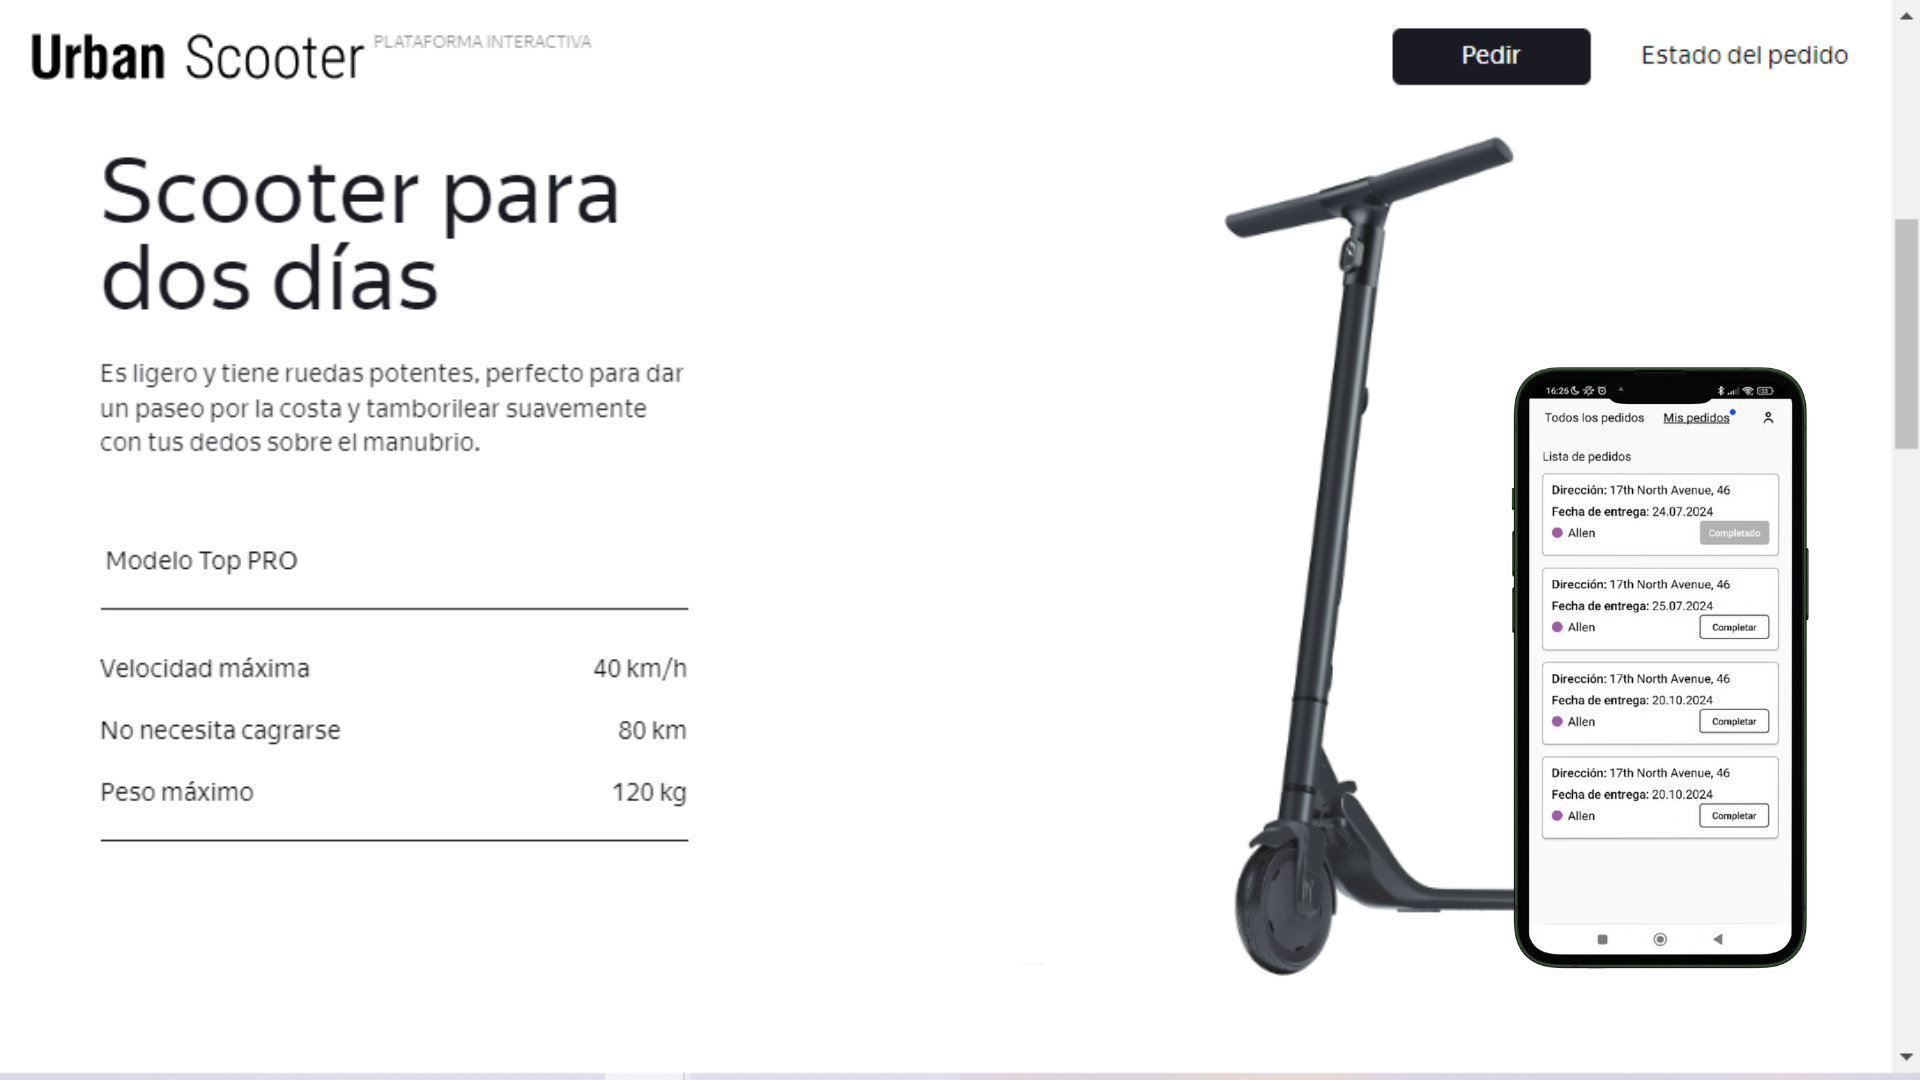 Urban Scooter PLATAFORMA INTERACTIVA
Pedir
Estado del pedido
Scooter para
dos días
Es ligero y tiene ruedas potentes, perfecto para dar
un paseo por la costa y tamborilear suavemente
con tus dedos sobre el manubrio.
Modelo Top PRO
Velocidad máxima 40 km/h
No necesita cagrarse 80 km
Peso máximo 120 kg
16:26
Todos los pedidos Mis pedidos
Lista de pedidos
Dirección: 17th North Avenue, 46
Fecha de entrega: 24.07.2024
Allen Completado
Dirección: 17th North Avenue, 46
Fecha de entrega: 25.07.2024
Allen Completar
Dirección: 17th North Avenue, 46
Fecha de entrega: 20.10.2024
Allen Completar
Dirección: 17th North Avenue, 46
Fecha de entrega: 20.10.2024
Allen Completar